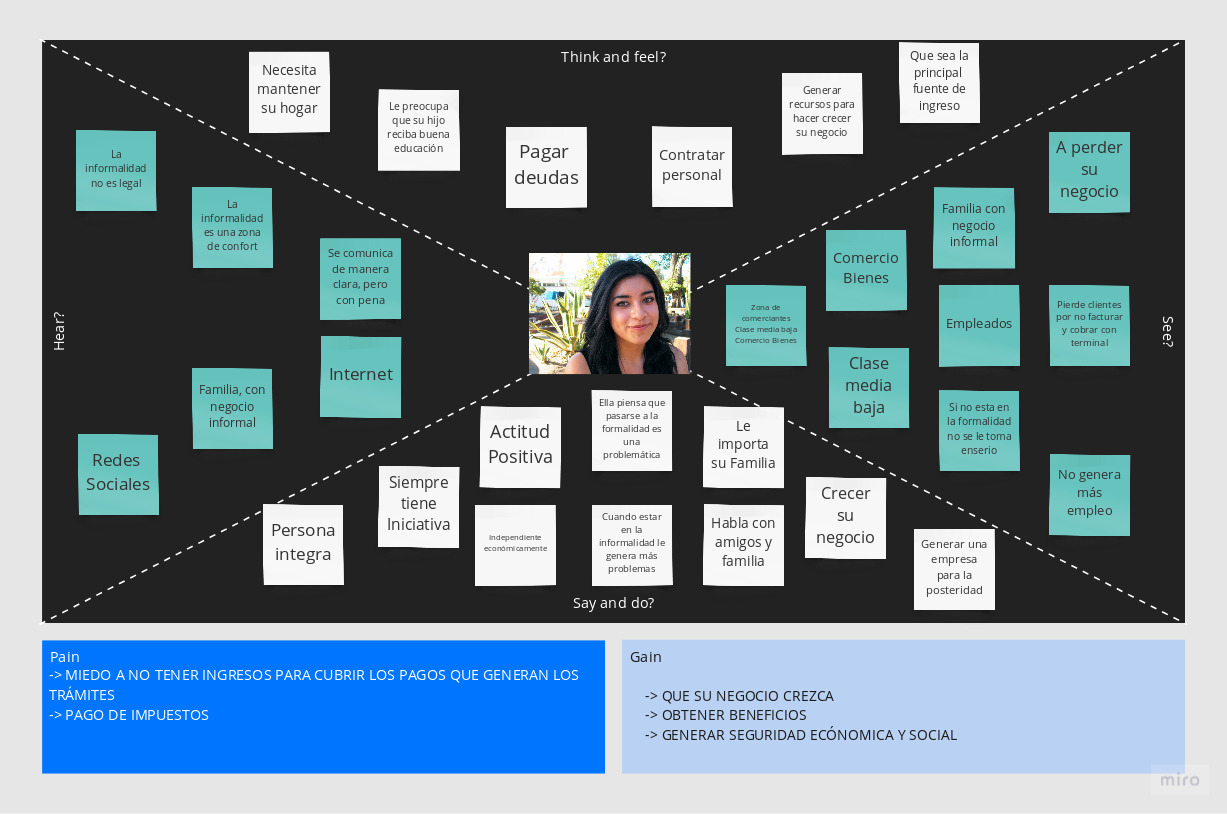 Think and feel?
Necesita
mantener
su hogar
Le preocupa
que su hijo
reciba buena
educación
Pagar
deudas
Contratar
personal
Generar
recursos para
hacer crecer
su negocio
Que sea la
principal
fuente de
ingreso
Hear?
La
informalidad
no es legal
La
informalidad
es una zona
de confort
Se comunica
de manera
clara, pero
con pena
Internet
Familia, con
negocio
informal
Redes
Sociales
See?
A perder
su
negocio
Familia con
negocio
informal
Comercio
Bienes
Zona de
comerciantes
Clase media baja
Comercio Bienes
Empleados
Pierde clientes
por no facturar
y cobrar con
terminal
Clase
media
baja
Si no esta en
la formalidad
no se le toma
enserio
No genera
más
empleo
Actitud
Positiva
Ella piensa que
pasarse a la
formalidad es
una
problemática
Le
importa
su Familia
Siempre
tiene
Iniciativa
Persona
integra
Independiente
económicamente
Cuando estar
en la
informalidad le
genera más
problemas
Habla con
amigos y
familia
Crecer
su
negocio
Generar una
empresa
para la
posteridad
Say and do?
Pain
-> MIEDO A NO TENER INGRESOS PARA CUBRIR LOS PAGOS QUE GENERAN LOS
TRÁMITES
-> PAGO DE IMPUESTOS
Gain
-> QUE SU NEGOCIO CREZCA
-> OBTENER BENEFICIOS
-> GENERAR SEGURIDAD ECÓNOMICA Y SOCIAL
miro